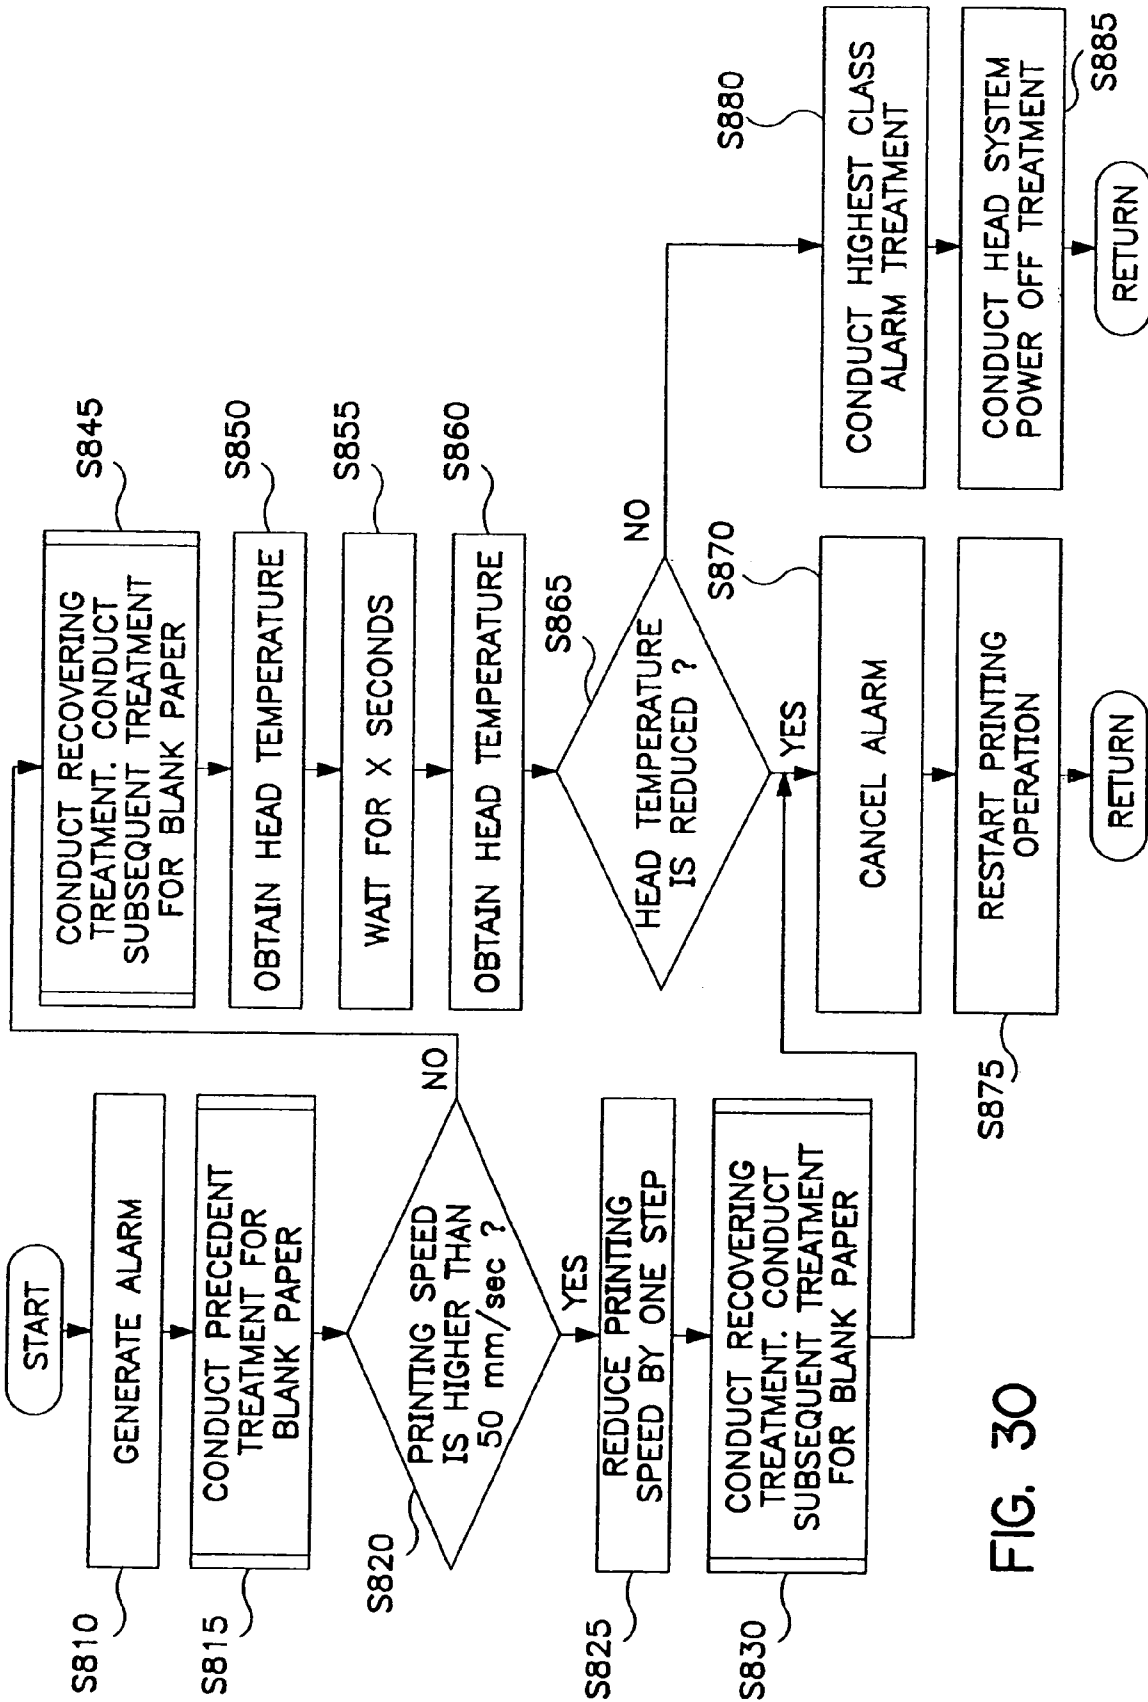 START
S810
GENERATE ALARM
S815
CONDUCT PRECEDENT
TREATMENT FOR
BLANK PAPER
S820
PRINTING SPEED
IS HIGHER THAN
50 mm/sec ?
NO
YES
S825
REDUCE PRINTING
SPEED BY ONE STEP
S830
CONDUCT RECOVERING
TREATMENT. CONDUCT
SUBSEQUENT TREATMENT
FOR BLANK PAPER
S845
CONDUCT RECOVERING
TREATMENT. CONDUCT
SUBSEQUENT TREATMENT
FOR BLANK PAPER
S850
OBTAIN HEAD TEMPERATURE
S855
WAIT FOR X SECONDS
S860
OBTAIN HEAD TEMPERATURE
S865
HEAD TEMPERATURE
IS REDUCED ?
NO
YES
S870
CANCEL ALARM
S875
RESTART PRINTING
OPERATION
RETURN
S880
CONDUCT HIGHEST CLASS
ALARM TREATMENT
S885
CONDUCT HEAD SYSTEM
POWER OFF TREATMENT
RETURN
FIG. 30